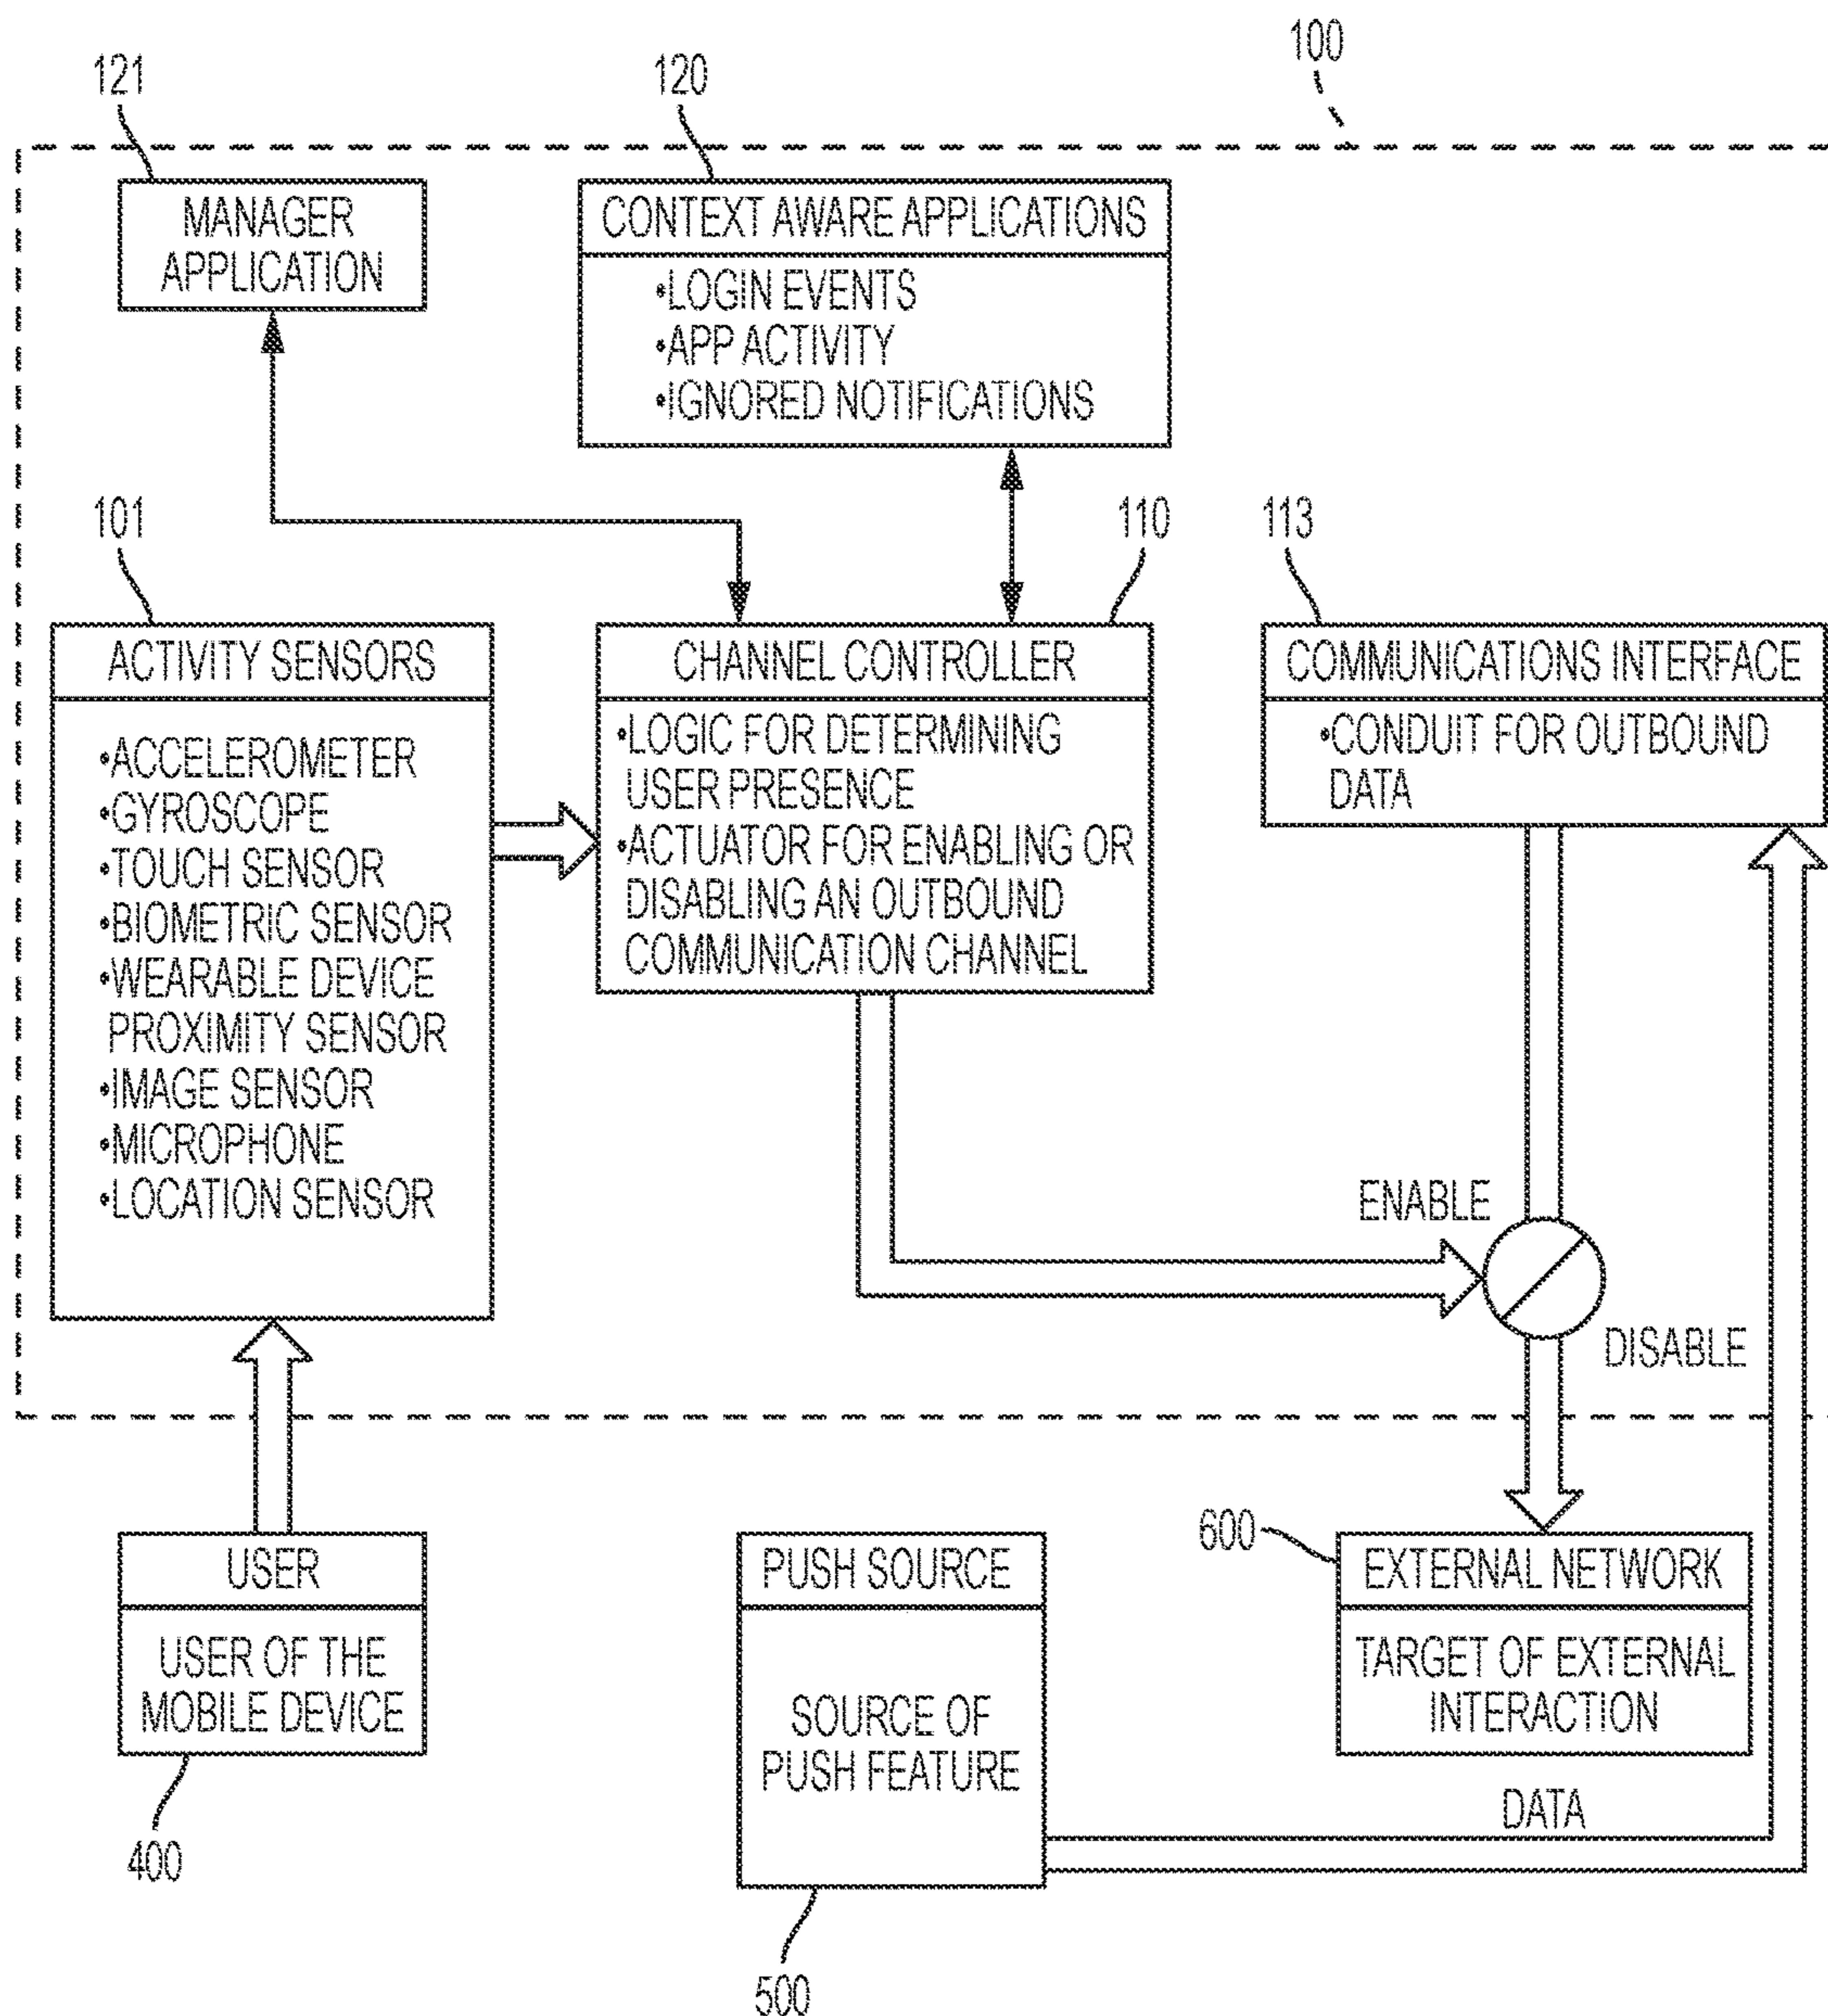 100
121
120
MANAGER
APPLICATION
CONTEXT AWARE APPLICATIONS
•LOGIN EVENTS
•APP ACTIVITY
•IGNORED NOTIFICATIONS
101
110
113
ACTIVITY SENSORS
•ACCELEROMETER
•GYROSCOPE
•TOUCH SENSOR
•BIOMETRIC SENSOR
•WEARABLE DEVICE
PROXIMITY SENSOR
•IMAGE SENSOR
•MICROPHONE
•LOCATION SENSOR
CHANNEL CONTROLLER
•LOGIC FOR DETERMINING
USER PRESENCE
•ACTUATOR FOR ENABLING OR
DISABLING AN OUTBOUND
COMMUNICATION CHANNEL
COMMUNICATIONS INTERFACE
•CONDUIT FOR OUTBOUND
DATA
ENABLE
DISABLE
USER
USER OF THE
MOBILE DEVICE
400
PUSH SOURCE
SOURCE OF
PUSH FEATURE
500
600
EXTERNAL NETWORK
TARGET OF EXTERNAL
INTERACTION
DATA